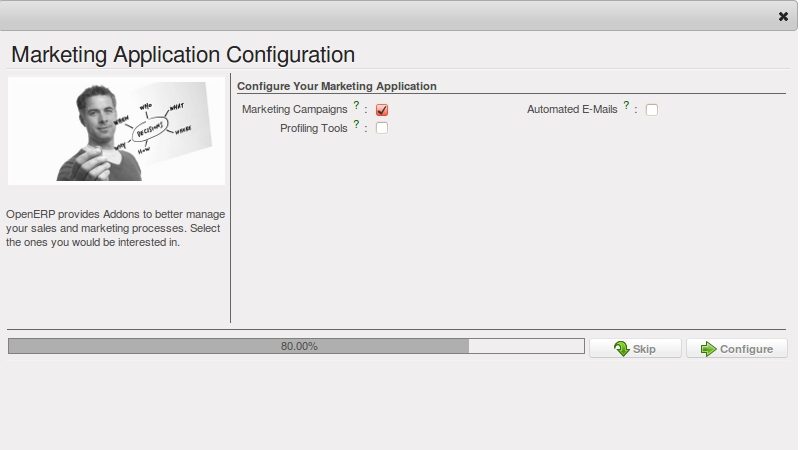 Marketing Application Configuration
WHO
WHAT
WHEN
DECISIONS
WHERE
WHY
HOW
OpenERP provides Addons to better manage
your sales and marketing processes. Select
the ones you would be interested in.
Configure Your Marketing Application
Marketing Campaigns ? :
Automated E-Mails ? :
Profiling Tools ? :
80.00%
Skip
Configure